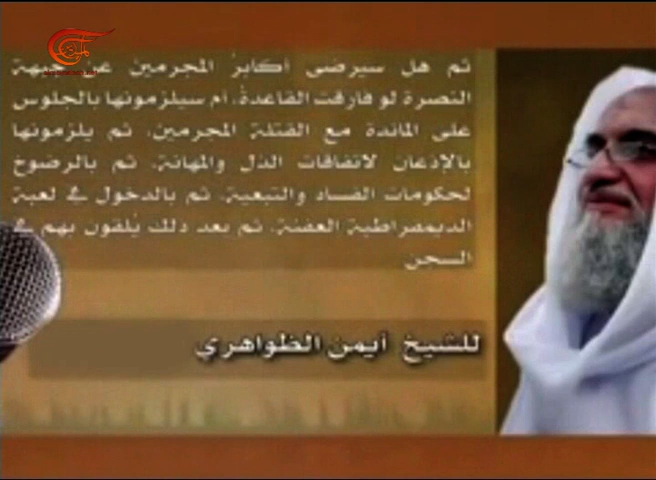 ثم هل سيرضى أكابرُ المجرمين عن جبهة
النصرة لو فارقت القاعدةَ، أم سيلزمونها بالجلوس
على المائدة مع القتلة المجرمين، ثم يلزمونها
بالإذعان لاتفاقات الذل والمهانة، ثم بالرضوخ
لحكومات الفساد والتبعية، ثم بالدخول في لعبة
الديمقراطية العفنة، ثم بعد ذلك يُلقون بهم في
السجن
للشيخ أيمن الظواهري